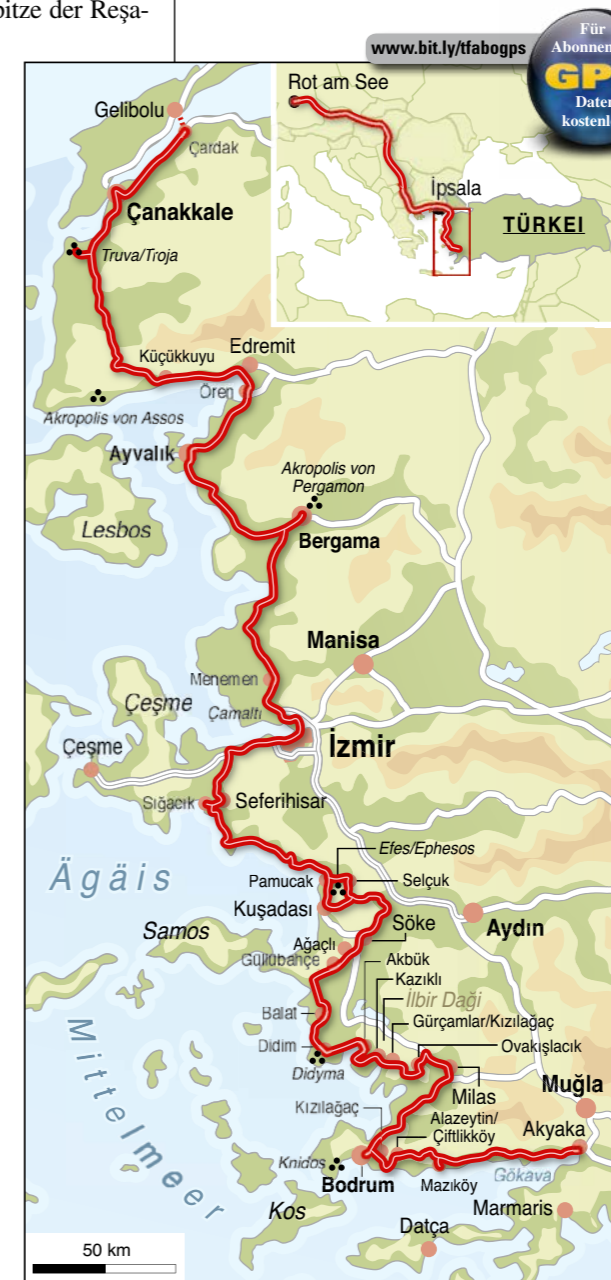 pitze der Reşa-
www.bit.ly/tfabogps
Für
Abonnen
GP
Daten
kostenl
Rot am See
İpsala
TÜRKEI
Gelibolu
Çardak
Çanakkale
Truva/Troja
Küçükkuyu
Edremit
Ören
Akropolis von Assos
Ayvalık
Akropolis von
Pergamon
Lesbos
Bergama
Manisa
Menemen
Çeşme
Çamaltı
Çeşme
İzmir
Sığacık
Seferihisar
Ägäis
Efes/Ephesos
Pamucak
Selçuk
Kuşadası
Samos
Söke
Aydın
Ağaçlı
Güllübahçe
Akbük
Kazıklı
İlbir Daği
Gürçamlar/Kızılağaç
Balat
Didim
Ovakışlacık
Didyma
Mittelmeer
Milas
Muğla
Kızılağaç
Alazeytin/
Çiftlikköy
Akyaka
Knidos
Bodrum
Mazıköy
Gökava
Kos
Marmaris
Datça
50 km